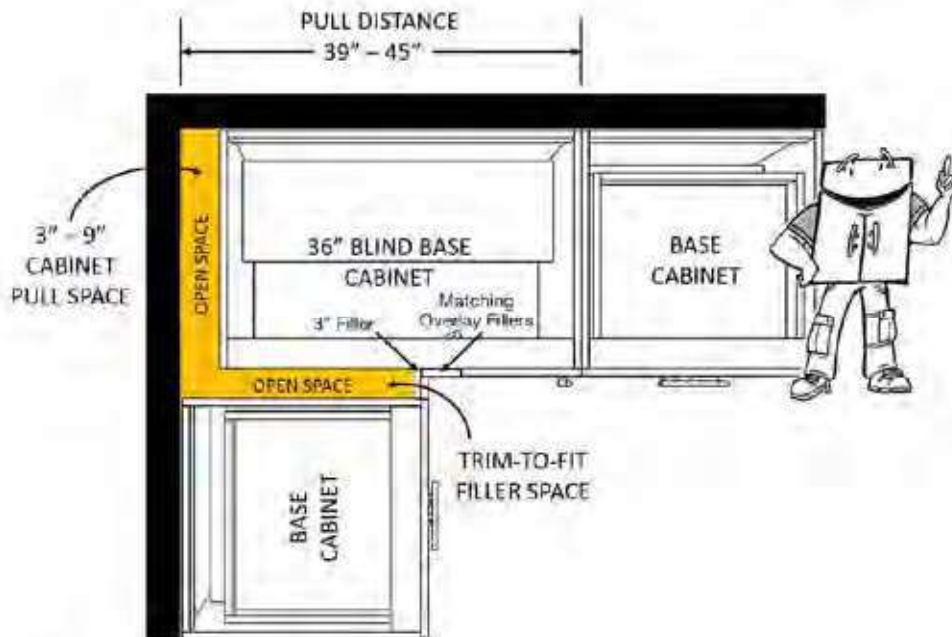 PULL DISTANCE
39" – 45"
3" – 9"
CABINET
PULL SPACE
OPEN SPACE
36" BLIND BASE
CABINET
BASE
CABINET
3" Filler
Matching
Overlay Fillers
OPEN SPACE
TRIM-TO-FIT
FILLER SPACE
BASE
CABINET